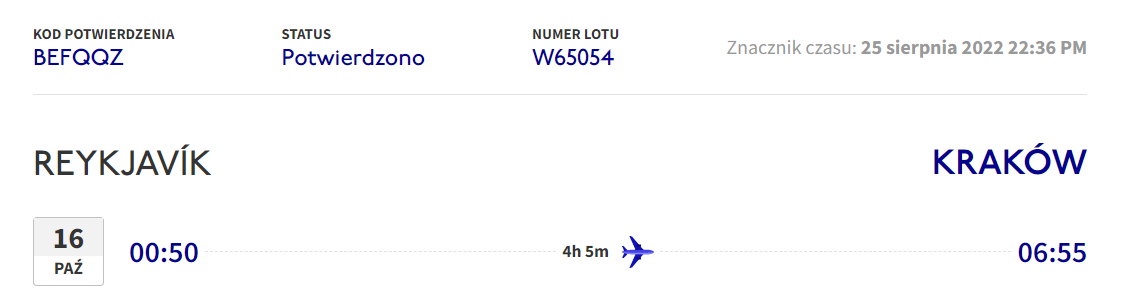 KOD POTWIERDZENIA STATUS NUMER LOTU
BEFQQZ Potwierdzono W65054
Znacznik czasu: 25 sierpnia 2022 22:36 PM
REYKJAVÍK KRAKÓW
16
PAŹ
00:50 4h 5m 06:55